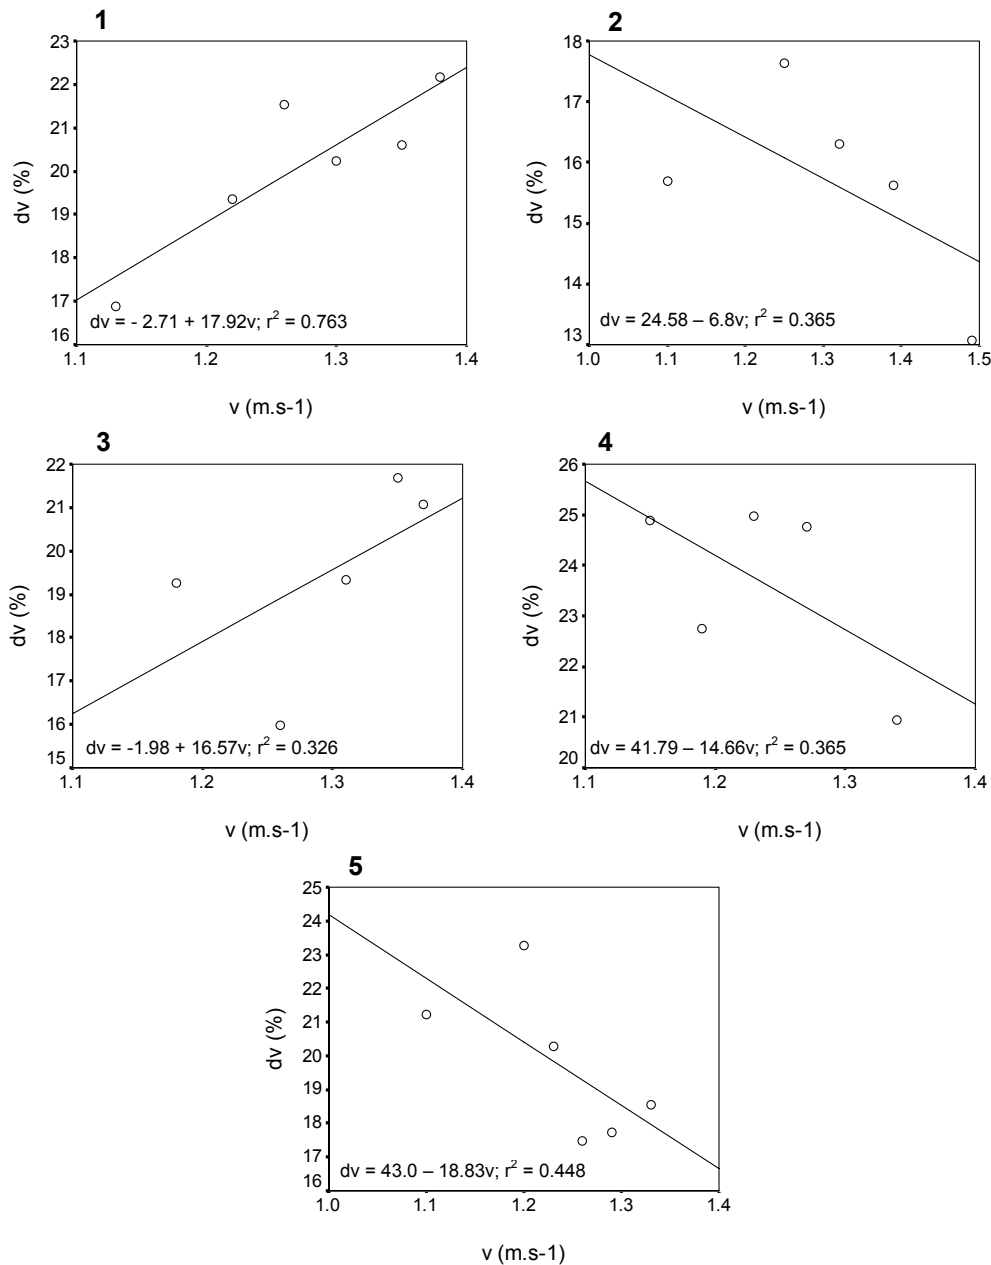 1
23
22
21
20
19
18
17
16
dv (%)
dv = - 2.71 + 17.92v; r² = 0.763
1.1 1.2 1.3 1.4
v (m.s-1)
2
18
17
16
15
14
13
dv (%)
dv = 24.58 – 6.8v; r² = 0.365
1.0 1.1 1.2 1.3 1.4 1.5
v (m.s-1)
3
22
21
20
19
18
17
16
15
dv (%)
dv = -1.98 + 16.57v; r² = 0.326
1.1 1.2 1.3 1.4
v (m.s-1)
4
26
25
24
23
22
21
20
dv (%)
dv = 41.79 – 14.66v; r² = 0.365
1.1 1.2 1.3 1.4
v (m.s-1)
5
25
24
23
22
21
20
19
18
17
16
dv (%)
dv = 43.0 – 18.83v; r² = 0.448
1.0 1.1 1.2 1.3 1.4
v (m.s-1)